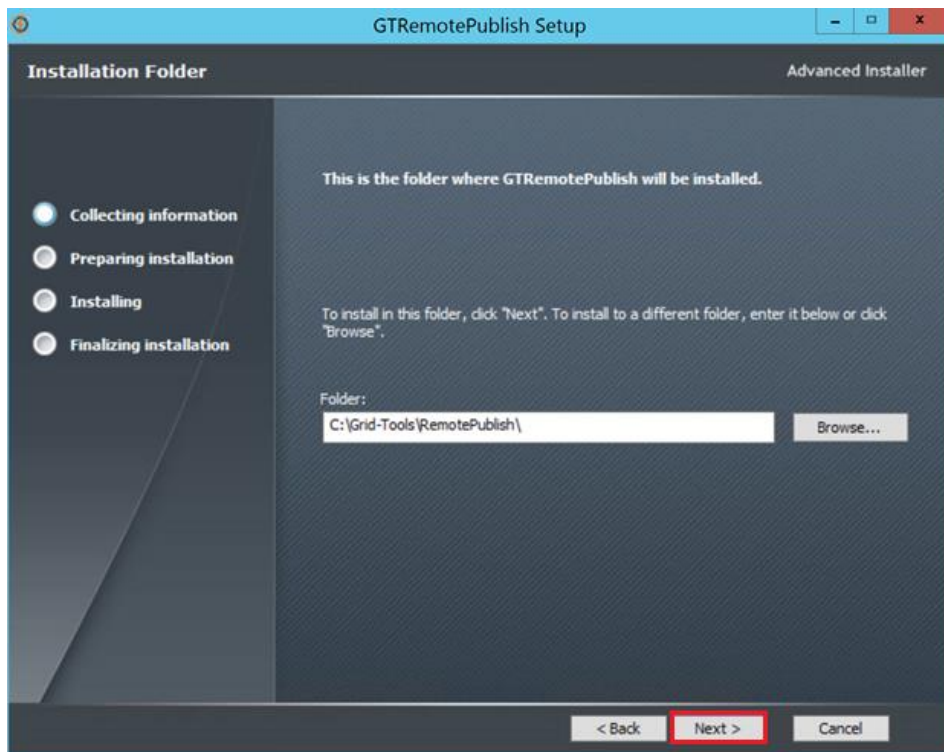 GTRemotePublish Setup
Installation Folder
Advanced Installer
This is the folder where GTRemotePublish will be installed.
Collecting information
Preparing installation
Installing
Finalizing installation
To install in this folder, click "Next". To install to a different folder, enter it below or click
"Browse".
Folder:
C:\Grid-Tools\RemotePublish\
Browse...
< Back
Next >
Cancel